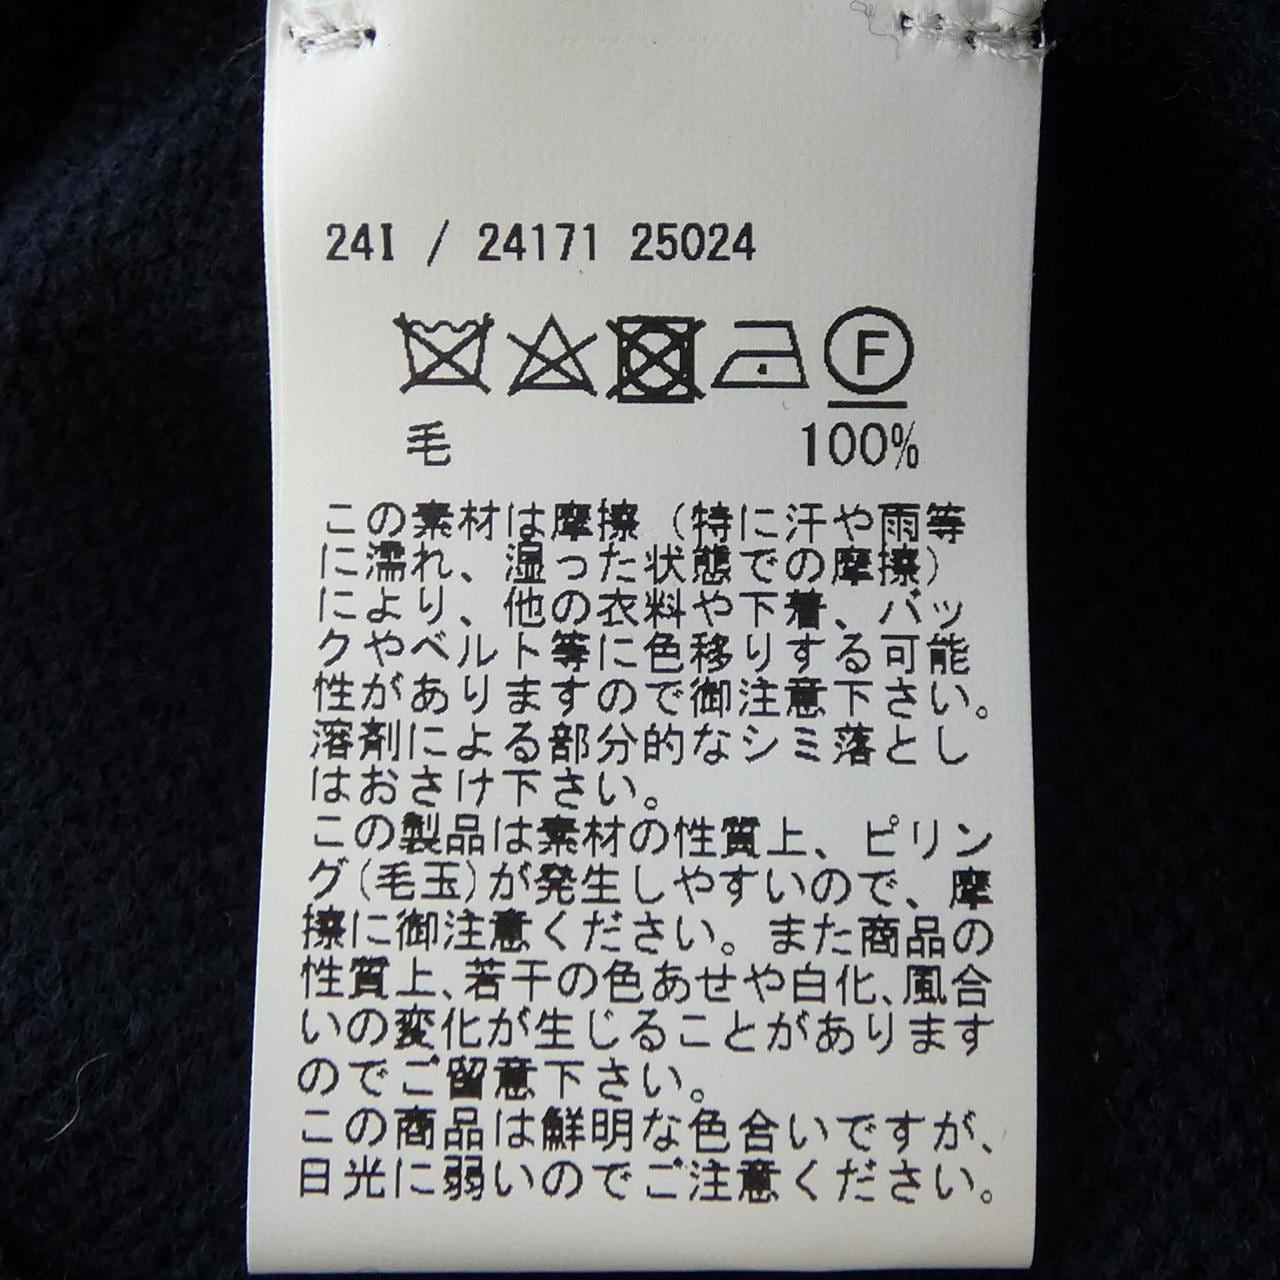 24I / 24171 25024
F
毛 100%
この素材は摩擦（特に汗や雨等
に濡れ、湿った状態での摩擦）
により、他の衣料や下着、バッ
クやベルト等に色移りする可能
性がありますので御注意下さい。
溶剤による部分的なシミ落とし
はおさけ下さい。
この製品は素材の性質上、ピリン
グ(毛玉)が発生しやすいので、摩
擦に御注意ください。また商品の
性質上、若干の色あせや白化、風合
いの変化が生じることがあります
のでご留意下さい。
この商品は鮮明な色合いですが、
日光に弱いのでご注意ください。